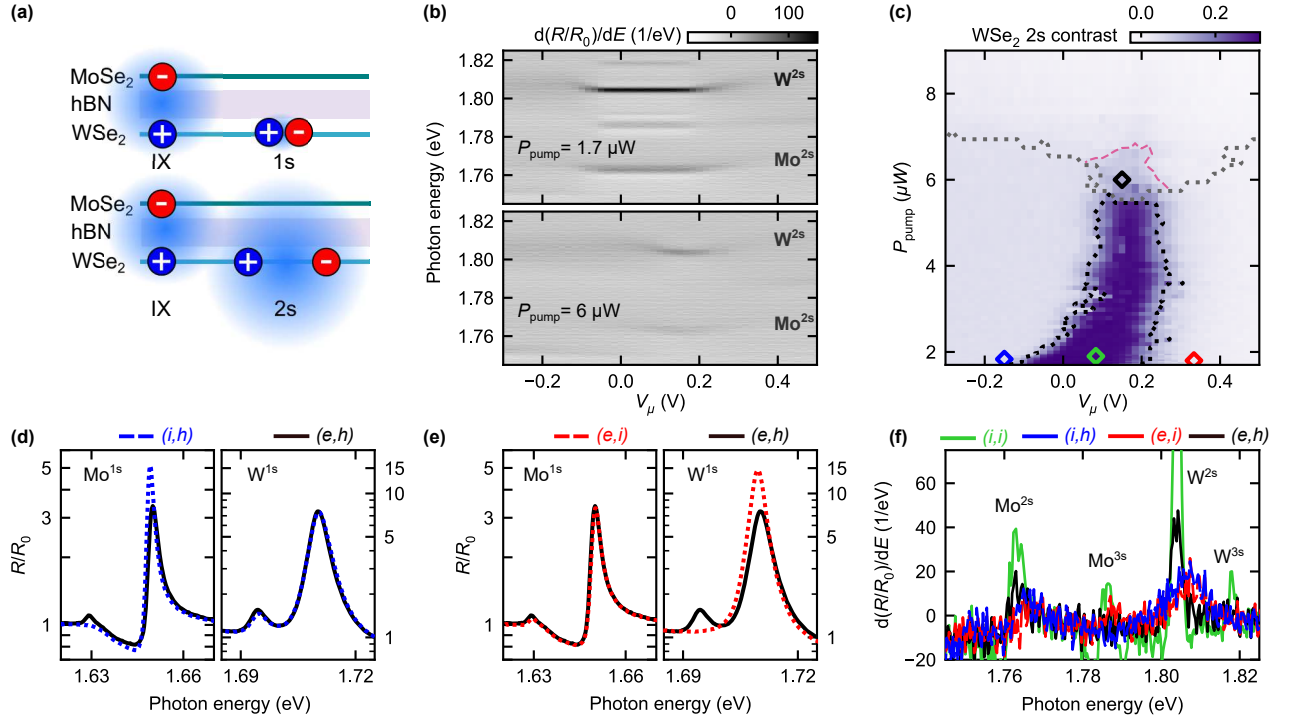 (a)
MoSe₂
−
hBN
WSe₂
+
+
−
IX
1s
MoSe₂
−
hBN
WSe₂
+
+
−
IX
2s
(b)
0
100
d(R/R₀)/dE (1/eV)
1.82
1.80
1.78
1.76
W²ˢ
P_pump = 1.7 µW
Mo²ˢ
1.82
1.80
1.78
1.76
W²ˢ
P_pump = 6 µW
Mo²ˢ
Photon energy (eV)
−0.2
0.0
0.2
0.4
V_μ (V)
(c)
0.0
0.2
WSe₂ 2s contrast
8
6
4
2
P_pump (µW)
−0.2
0.0
0.2
0.4
V_μ (V)
(d)
(i,h)
(e,h)
5
3
1
R/R₀
Mo¹ˢ
W¹ˢ
15
10
5
1
1.63
1.66
1.69
1.72
Photon energy (eV)
(e)
(e,i)
(e,h)
5
3
1
R/R₀
Mo¹ˢ
W¹ˢ
15
10
5
1
1.63
1.66
1.69
1.72
Photon energy (eV)
(f)
(i,i)
(i,h)
(e,i)
(e,h)
60
40
20
0
−20
d(R/R₀)/dE (1/eV)
Mo²ˢ
Mo³ˢ
W²ˢ
W³ˢ
1.76
1.78
1.80
1.82
Photon energy (eV)